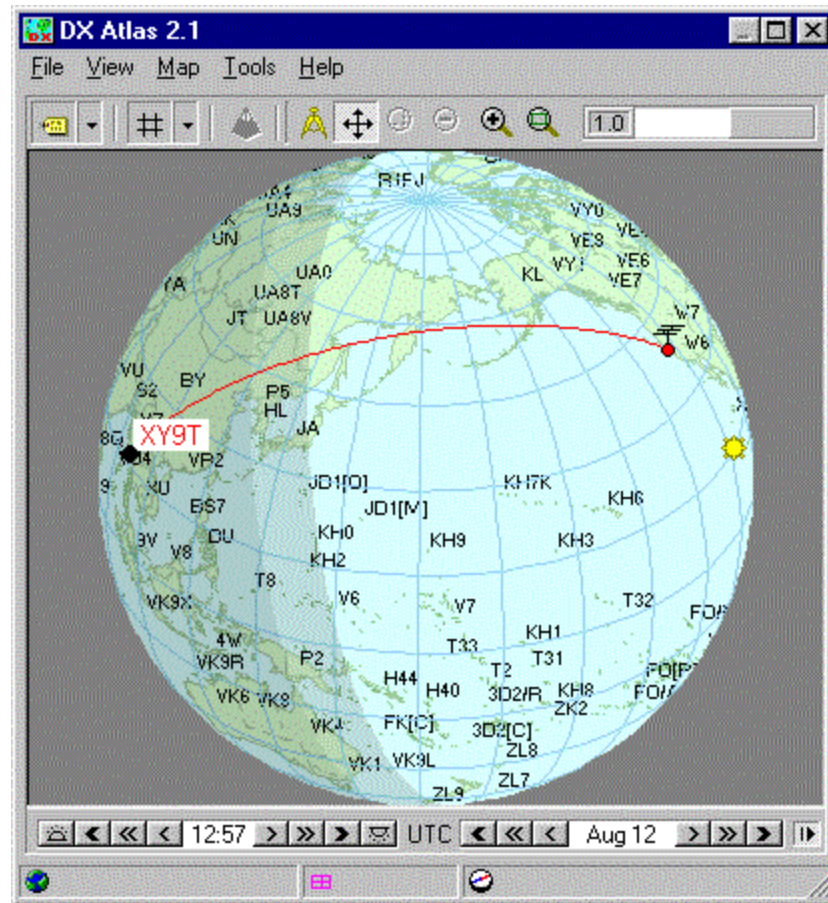 DX Atlas 2.1
File View Map Tools Help
1.0
R1FJ
UA9
VY0
UN
VE8
UA0
KL VY1 VE6
YA
VE7
UA8T
JT UA8V
W7
W6
VU
S2 BY
P5
HL
JA
XY9T
VR2
XU
JD1[O]
KH7K
KH6
BS7
JD1[M]
9V V8 DU
KH0
KH9
KH3
KH2
T8
V6
V7
T32
VK9X
KH1
4W
T33
VK9R
P2
T2 T31
H44
H40
3D2/R KH8
VK6 VK8
ZK2
FK[C]
3D2[C]
VK1 VK9L
ZL8
ZL9
ZL7
12:57 UTC Aug 12